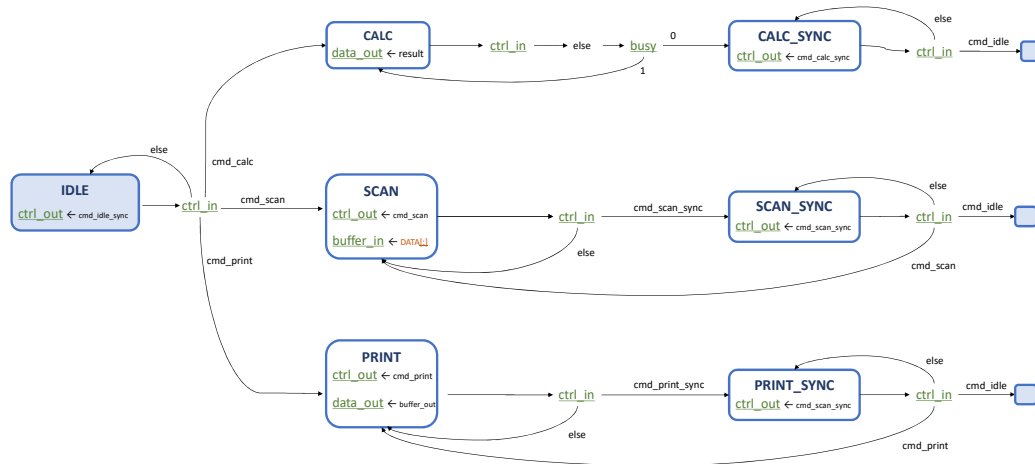 else
CALC
data_out ← result
ctrl_in
else
busy
0
1
CALC_SYNC
ctrl_out ← cmd_calc_sync
ctrl_in
cmd_idle
cmd_calc
else
IDLE
ctrl_out ← cmd_idle_sync
ctrl_in
cmd_scan
SCAN
ctrl_out ← cmd_scan
buffer_in ← DATA[:]
ctrl_in
else
cmd_scan_sync
else
SCAN_SYNC
ctrl_out ← cmd_scan_sync
ctrl_in
cmd_idle
cmd_scan
cmd_print
PRINT
ctrl_out ← cmd_print
data_out ← buffer_out
ctrl_in
else
cmd_print_sync
else
PRINT_SYNC
ctrl_out ← cmd_scan_sync
ctrl_in
cmd_idle
cmd_print